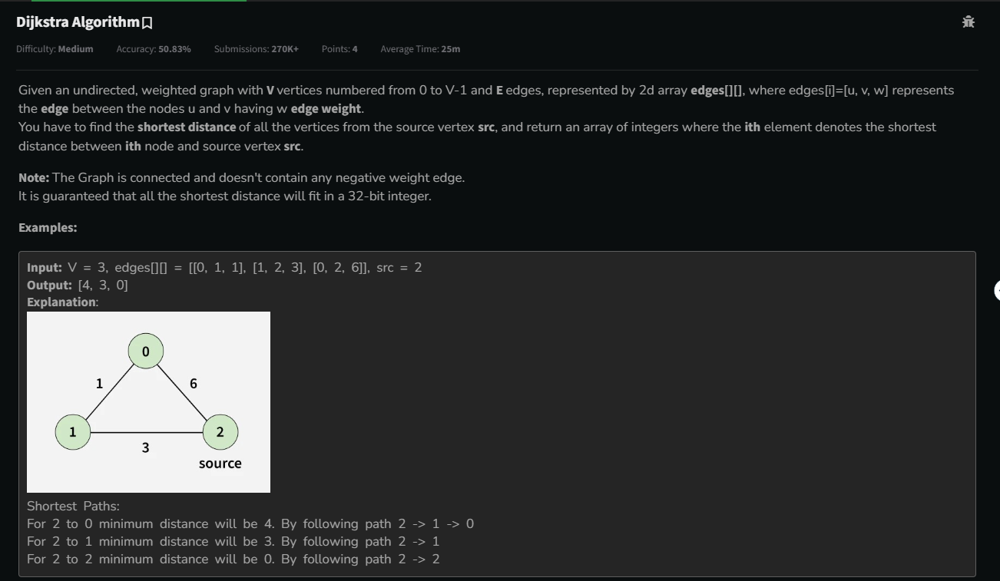 Dijkstra Algorithm
Difficulty: Medium Accuracy: 50.83% Submissions: 270K+ Points: 4 Average Time: 25m
Given an undirected, weighted graph with V vertices numbered from 0 to V-1 and E edges, represented by 2d array edges[][], where edges[i]=[u, v, w] represents
the edge between the nodes u and v having w edge weight.
You have to find the shortest distance of all the vertices from the source vertex src, and return an array of integers where the ith element denotes the shortest
distance between ith node and source vertex src.
Note: The Graph is connected and doesn't contain any negative weight edge.
It is guaranteed that all the shortest distance will fit in a 32-bit integer.
Examples:
Input: V = 3, edges[][] = [[0, 1, 1], [1, 2, 3], [0, 2, 6]], src = 2
Output: [4, 3, 0]
Explanation:
0
1 6
1 2
3
source
Shortest Paths:
For 2 to 0 minimum distance will be 4. By following path 2 -> 1 -> 0
For 2 to 1 minimum distance will be 3. By following path 2 -> 1
For 2 to 2 minimum distance will be 0. By following path 2 -> 2